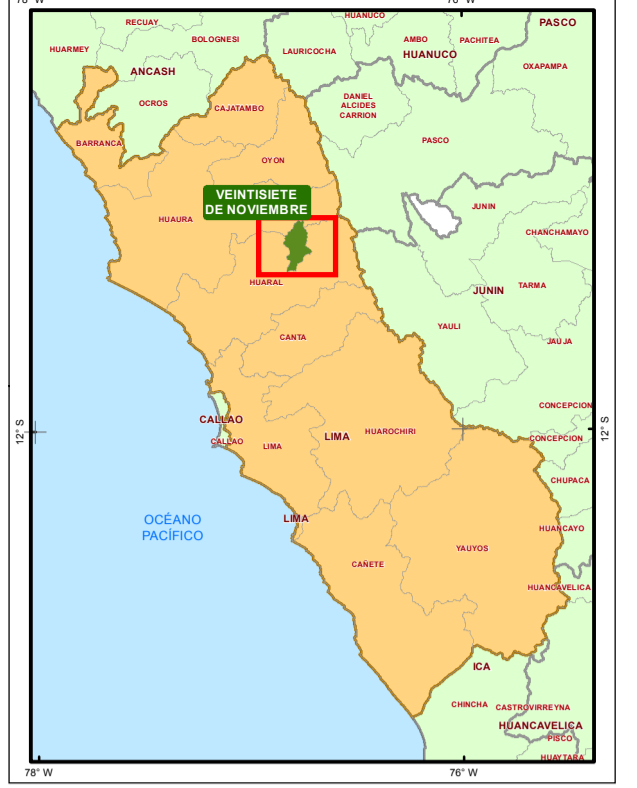 78° W
76° W
RECUAY
HUANUCO
PASCO
HUARMEY
BOLOGNESI
LAURICOCHA
AMBO
PACHITEA
HUANUCO
ANCASH
OXAPAMPA
OCROS
CAJATAMBO
DANIEL
ALCIDES
CARRION
BARRANCA
PASCO
OYON
VEINTISIETE
DE NOVIEMBRE
JUNIN
HUAURA
CHANCHAMAYO
HUARAL
JUNIN
TARMA
YAULI
CANTA
JAUJA
CONCEPCION
CALLAO
12° S
12° S
CALLAO
LIMA
LIMA
HUAROCHIRI
CONCEPCION
CHUPACA
OCÉANO
PACÍFICO
LIMA
HUANCAYO
YAUYOS
CAÑETE
HUANCAVELICA
ICA
CHINCHA
CASTROVIRREYNA
HUANCAVELICA
PISCO
HUAYTARA
78° W
76° W